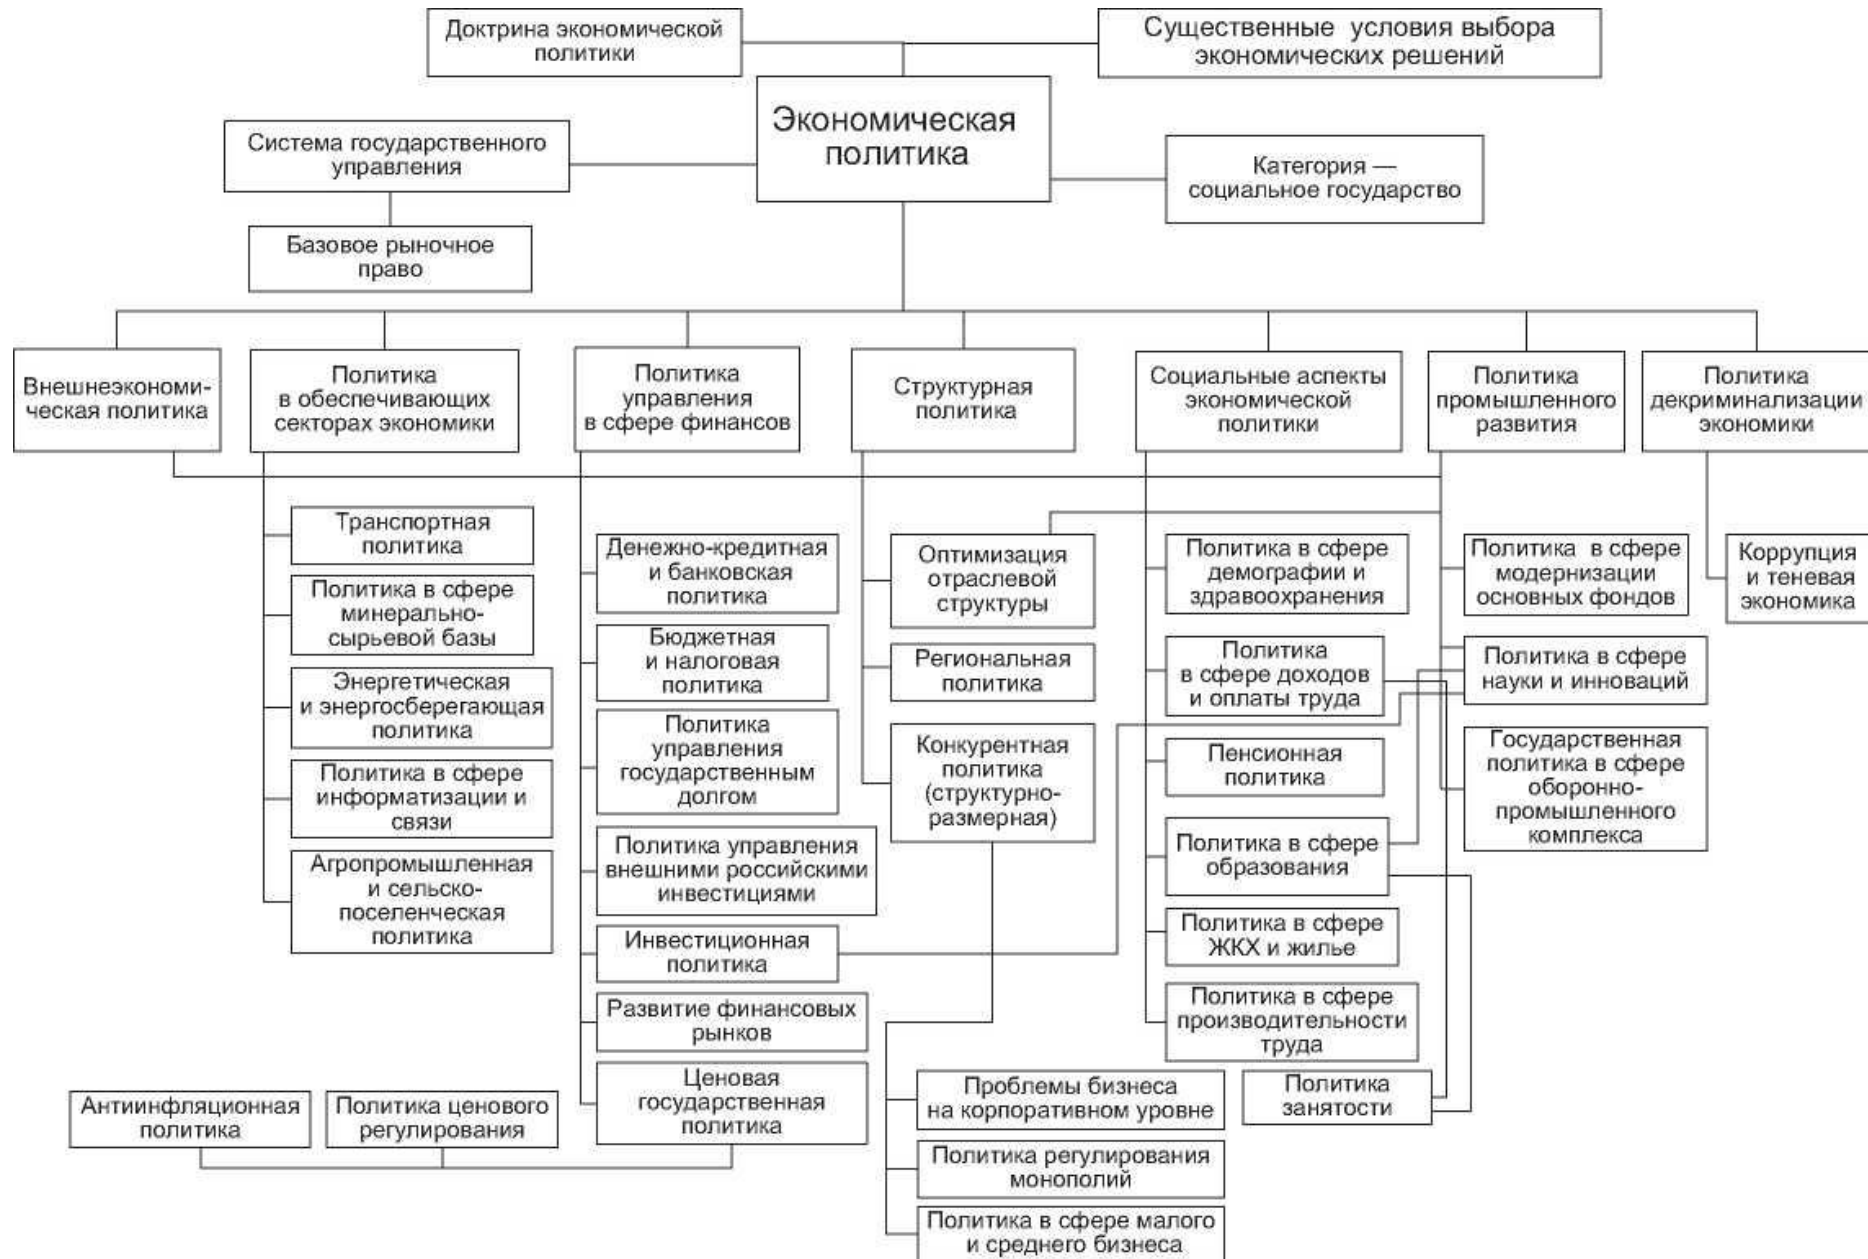 Доктрина экономической
политики
Существенные условия выбора
экономических решений
Экономическая
политика
Система государственного
управления
Категория —
социальное государство
Базовое рыночное
право
Внешнеэкономи-
ческая политика
Политика
в обеспечивающих
секторах экономики
Политика
управления
в сфере финансов
Структурная
политика
Социальные аспекты
экономической
политики
Политика
промышленного
развития
Политика
декриминализации
экономики
Транспортная
политика
Политика в сфере
минерально-
сырьевой базы
Энергетическая
и энергосберегающая
политика
Политика в сфере
информатизации и
связи
Агропромышленная
и сельско-
поселенческая
политика
Денежно-кредитная
и банковская
политика
Бюджетная
и налоговая
политика
Политика
управления
государственным
долгом
Политика управления
внешними российскими
инвестициями
Инвестиционная
политика
Развитие финансовых
рынков
Ценовая
государственная
политика
Антиинфляционная
политика
Политика ценового
регулирования
Оптимизация
отраслевой
структуры
Региональная
политика
Конкурентная
политика
(структурно-
размерная)
Проблемы бизнеса
на корпоративном уровне
Политика регулирования
монополий
Политика в сфере малого
и среднего бизнеса
Политика в сфере
демографии и
здравоохранения
Политика
в сфере доходов
и оплаты труда
Пенсионная
политика
Политика в сфере
образования
Политика в сфере
ЖКХ и жилье
Политика в сфере
производительности
труда
Политика
занятости
Политика в сфере
модернизации
основных фондов
Политика в сфере
науки и инноваций
Государственная
политика в сфере
оборонно-
промышленного
комплекса
Коррупция
и теневая
экономика